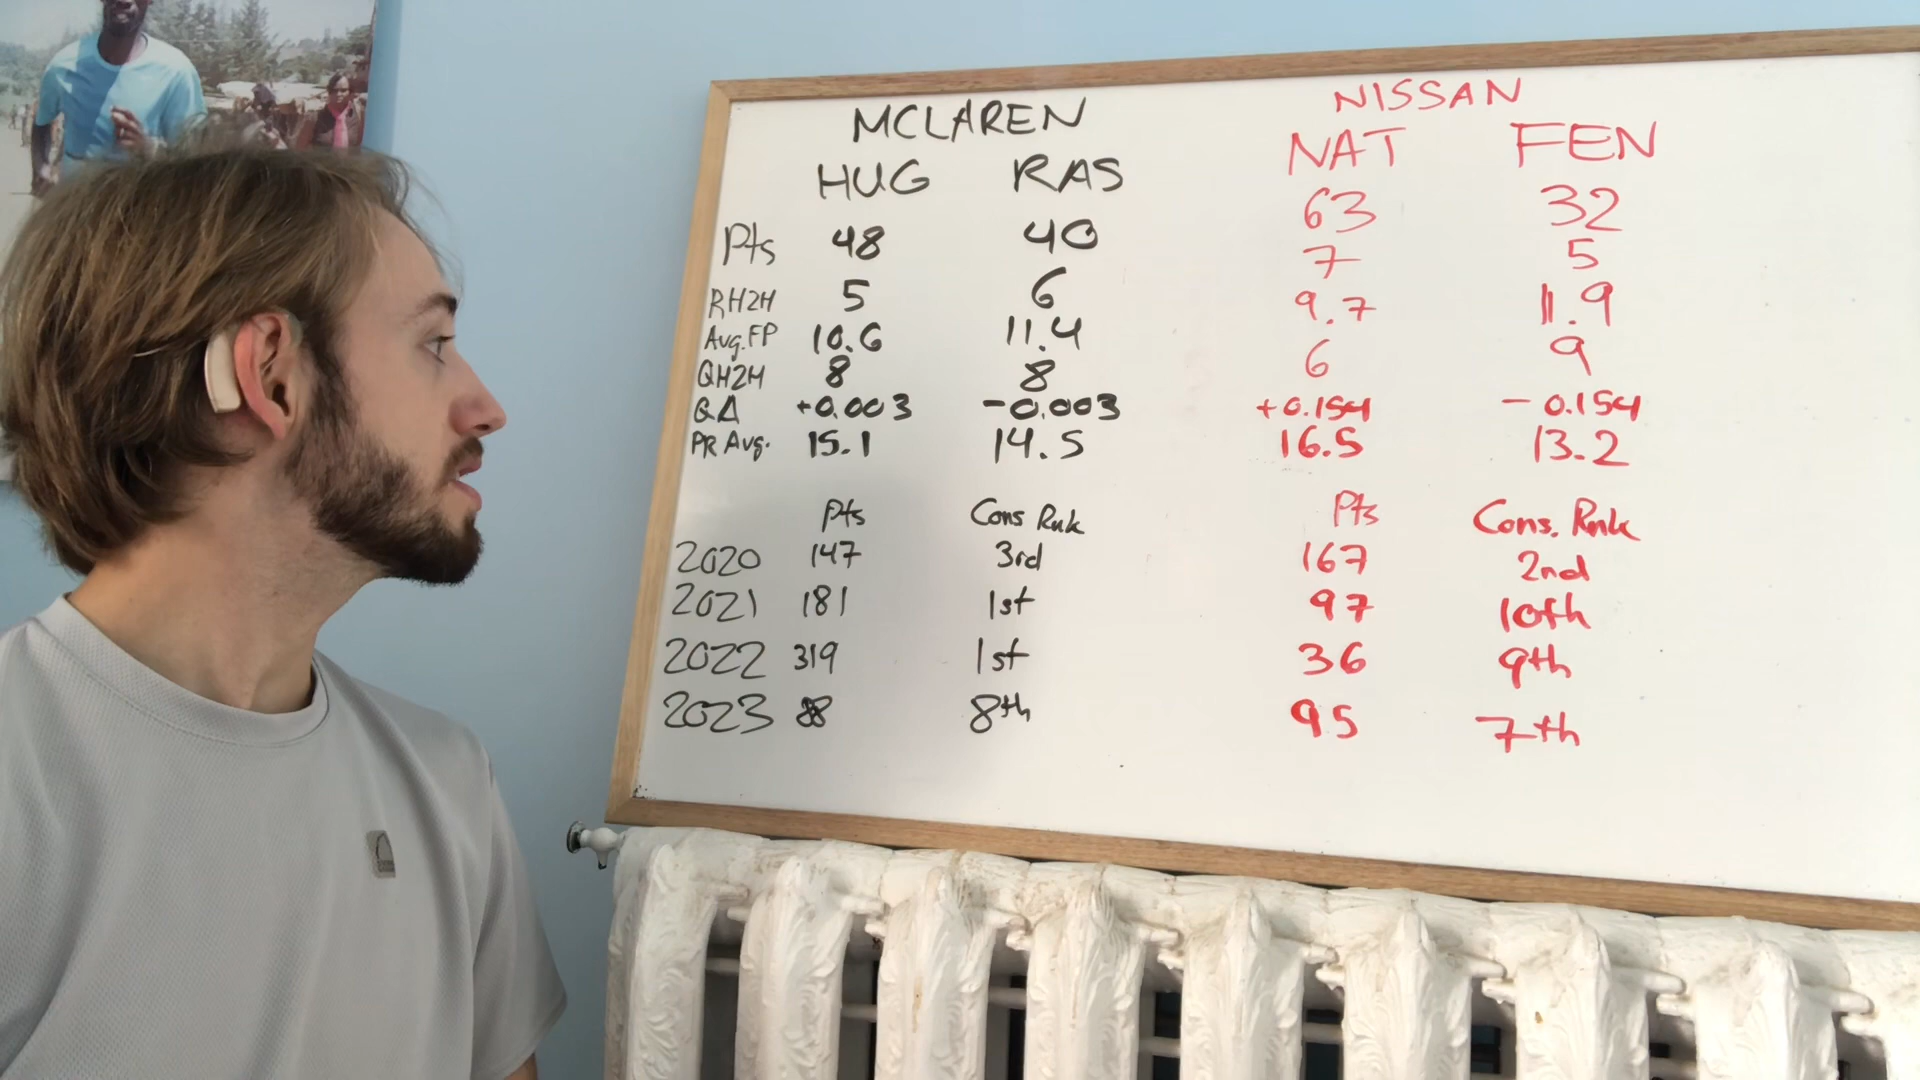 MCLAREN NISSAN
HUG RAS NAT FEN
Pts 48 40 63 32
RH2H 5 6 7 5
Avg. FP 10.6 11.4 9.7 11.9
QH2H 8 8 6 9
QΔ +0.003 -0.003 +0.154 -0.154
PR Avg. 15.1 14.5 16.5 13.2
Pts Cons Rnk Pts Cons. Rnk
2020 147 3rd 167 2nd
2021 181 1st 97 10th
2022 319 1st 36 9th
2023 88 8th 95 7th